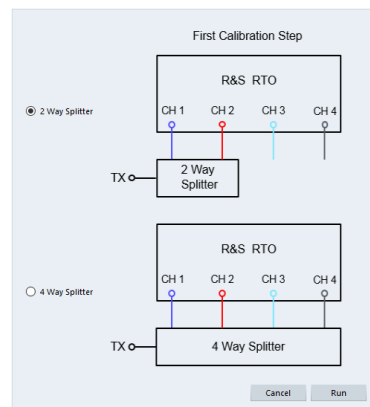 First Calibration Step
R&S RTO
2 Way Splitter
CH 1 CH 2 CH 3 CH 4
TX
2 Way
Splitter
R&S RTO
4 Way Splitter
CH 1 CH 2 CH 3 CH 4
TX
4 Way Splitter
Cancel Run